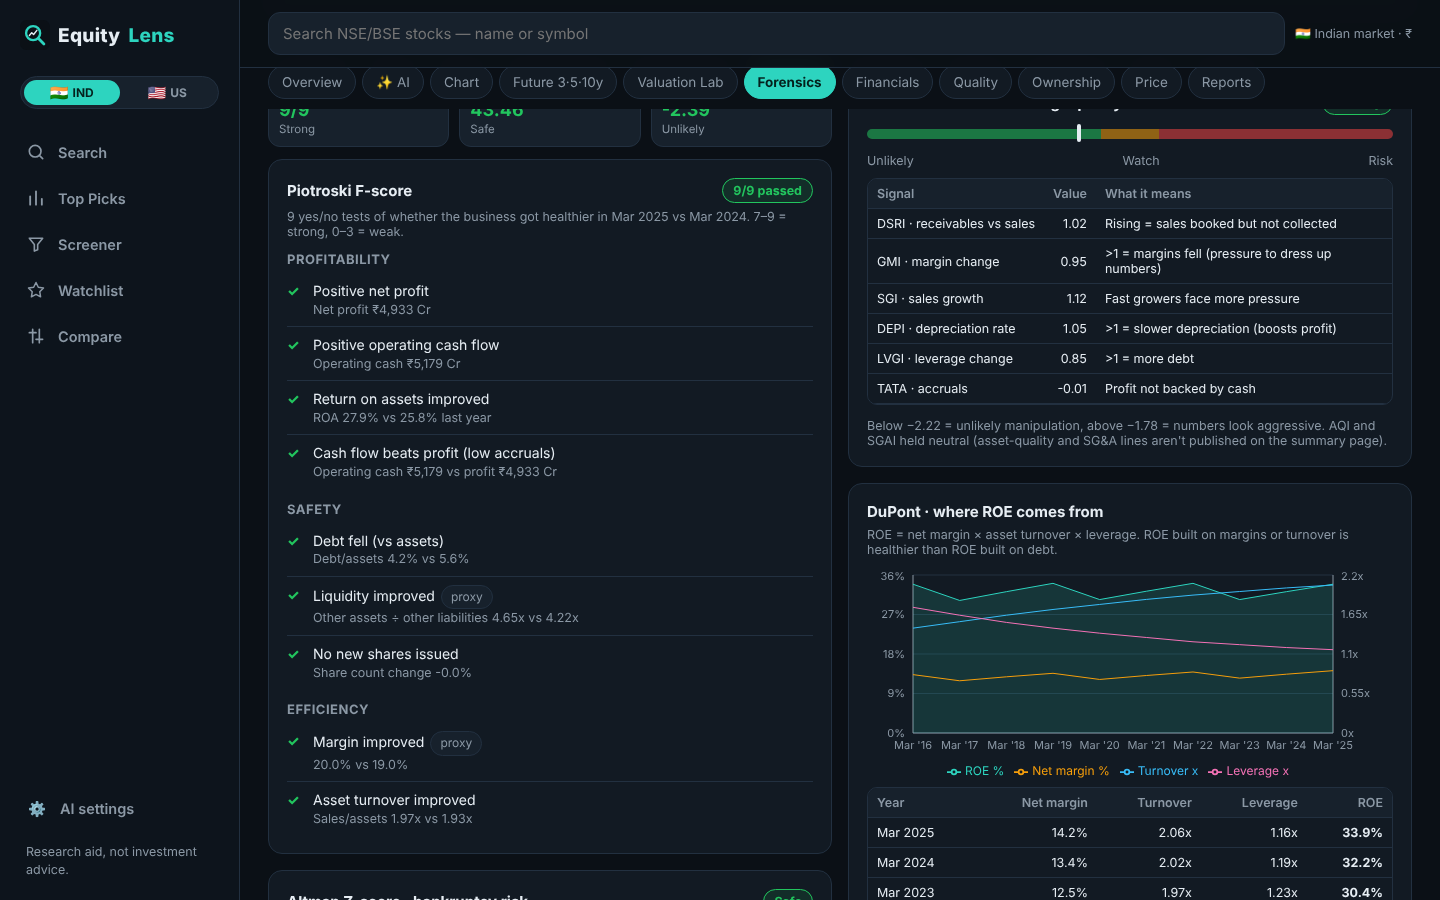 Equity Lens
🇮🇳 IND
🇺🇸 US
Search
Top Picks
Screener
Watchlist
Compare
AI settings
Research aid, not investment
advice.
Search NSE/BSE stocks — name or symbol
🇮🇳 Indian market · ₹
Overview
✨ AI
Chart
Future 3·5·10y
Valuation Lab
Forensics
Financials
Quality
Ownership
Price
Reports
9/9
Strong
43.46
Safe
-2.39
Unlikely
Piotroski F-score
9/9 passed
9 yes/no tests of whether the business got healthier in Mar 2025 vs Mar 2024. 7–9 =
strong, 0–3 = weak.
PROFITABILITY
Positive net profit
Net profit ₹4,933 Cr
Positive operating cash flow
Operating cash ₹5,179 Cr
Return on assets improved
ROA 27.9% vs 25.8% last year
Cash flow beats profit (low accruals)
Operating cash ₹5,179 vs profit ₹4,933 Cr
SAFETY
Debt fell (vs assets)
Debt/assets 4.2% vs 5.6%
Liquidity improved proxy
Other assets ÷ other liabilities 4.65x vs 4.22x
No new shares issued
Share count change -0.0%
EFFICIENCY
Margin improved proxy
20.0% vs 19.0%
Asset turnover improved
Sales/assets 1.97x vs 1.93x
Altman Z-score · bankruptcy risk
Safe
Unlikely Watch Risk
Signal Value What it means
DSRI · receivables vs sales 1.02 Rising = sales booked but not collected
GMI · margin change 0.95 >1 = margins fell (pressure to dress up
numbers)
SGI · sales growth 1.12 Fast growers face more pressure
DEPI · depreciation rate 1.05 >1 = slower depreciation (boosts profit)
LVGI · leverage change 0.85 >1 = more debt
TATA · accruals -0.01 Profit not backed by cash
Below −2.22 = unlikely manipulation, above −1.78 = numbers look aggressive. AQI and
SGAI held neutral (asset-quality and SG&A lines aren't published on the summary page).
DuPont · where ROE comes from
ROE = net margin × asset turnover × leverage. ROE built on margins or turnover is
healthier than ROE built on debt.
36% 2.2x
27% 1.65x
18% 1.1x
9% 0.55x
0% 0x
Mar '16 Mar '17 Mar '18 Mar '19 Mar '20 Mar '21 Mar '22 Mar '23 Mar '24 Mar '25
ROE % Net margin % Turnover x Leverage x
Year Net margin Turnover Leverage ROE
Mar 2025 14.2% 2.06x 1.16x 33.9%
Mar 2024 13.4% 2.02x 1.19x 32.2%
Mar 2023 12.5% 1.97x 1.23x 30.4%